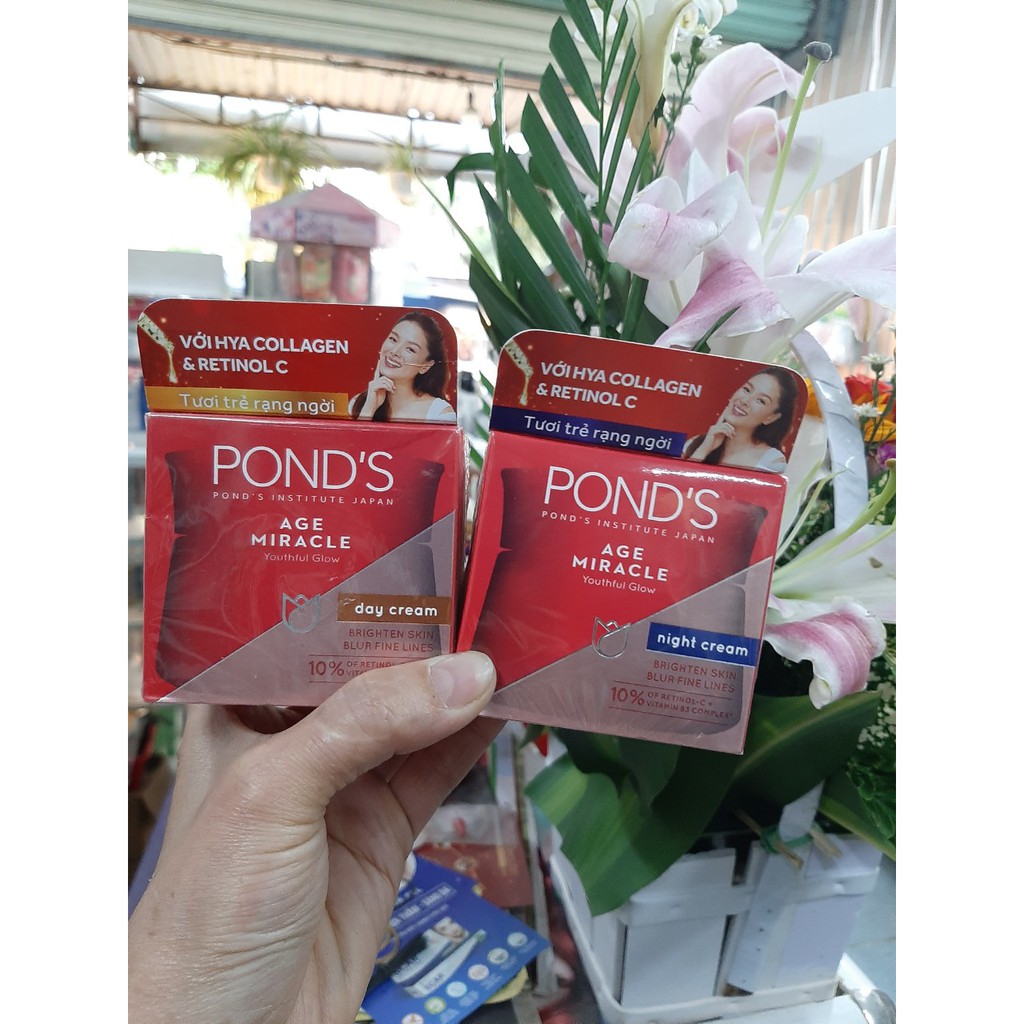 VỚI HYA COLLAGEN
& RETINOL C
Tươi trẻ rạng ngời
POND'S
POND'S INSTITUTE JAPAN
AGE
MIRACLE
Youthful Glow
day cream
BRIGHTEN SKIN
BLUR FINE LINES
10% OF RETINOL-C
VỚI HYA COLLAGEN
& RETINOL C
Tươi trẻ rạng ngời
POND'S
POND'S INSTITUTE JAPAN
AGE
MIRACLE
Youthful Glow
night cream
BRIGHTEN SKIN
BLUR FINE LINES
10% OF RETINOL-C +
VITAMIN B3 COMPLEX*